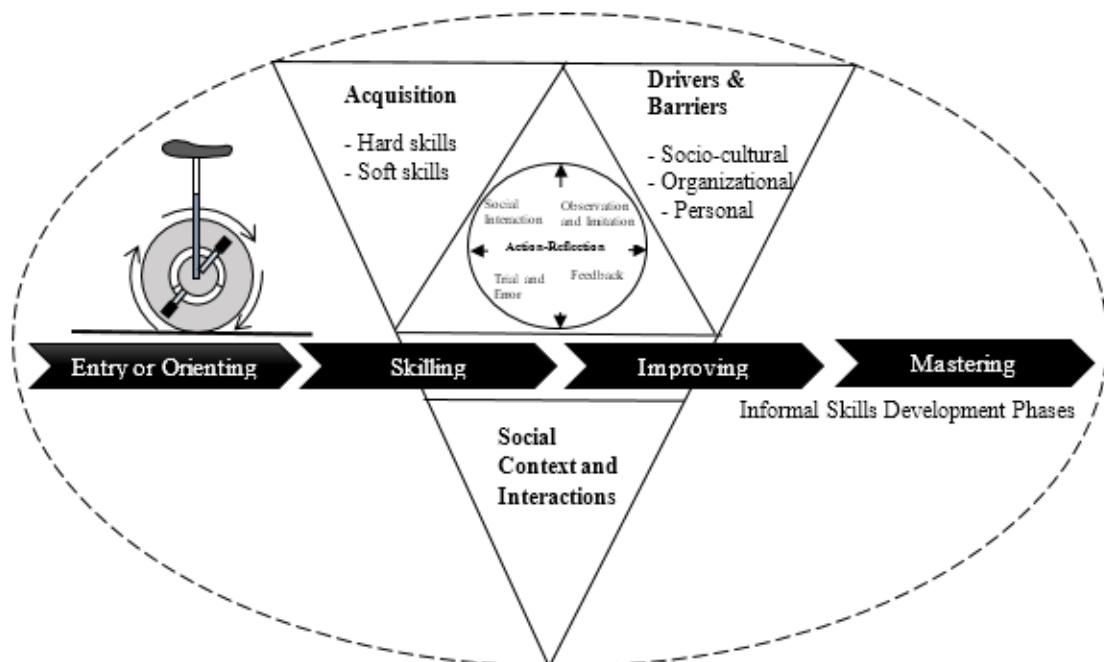 Acquisition
- Hard skills
- Soft skills
Drivers &
Barriers
- Socio-cultural
- Organizational
- Personal
Social
Interaction
Observation
and Imitation
Action-Reflection
Trial and
Error
Feedback
Entry or Orienting
Skilling
Improving
Mastering
Informal Skills Development Phases
Social
Context and
Interactions